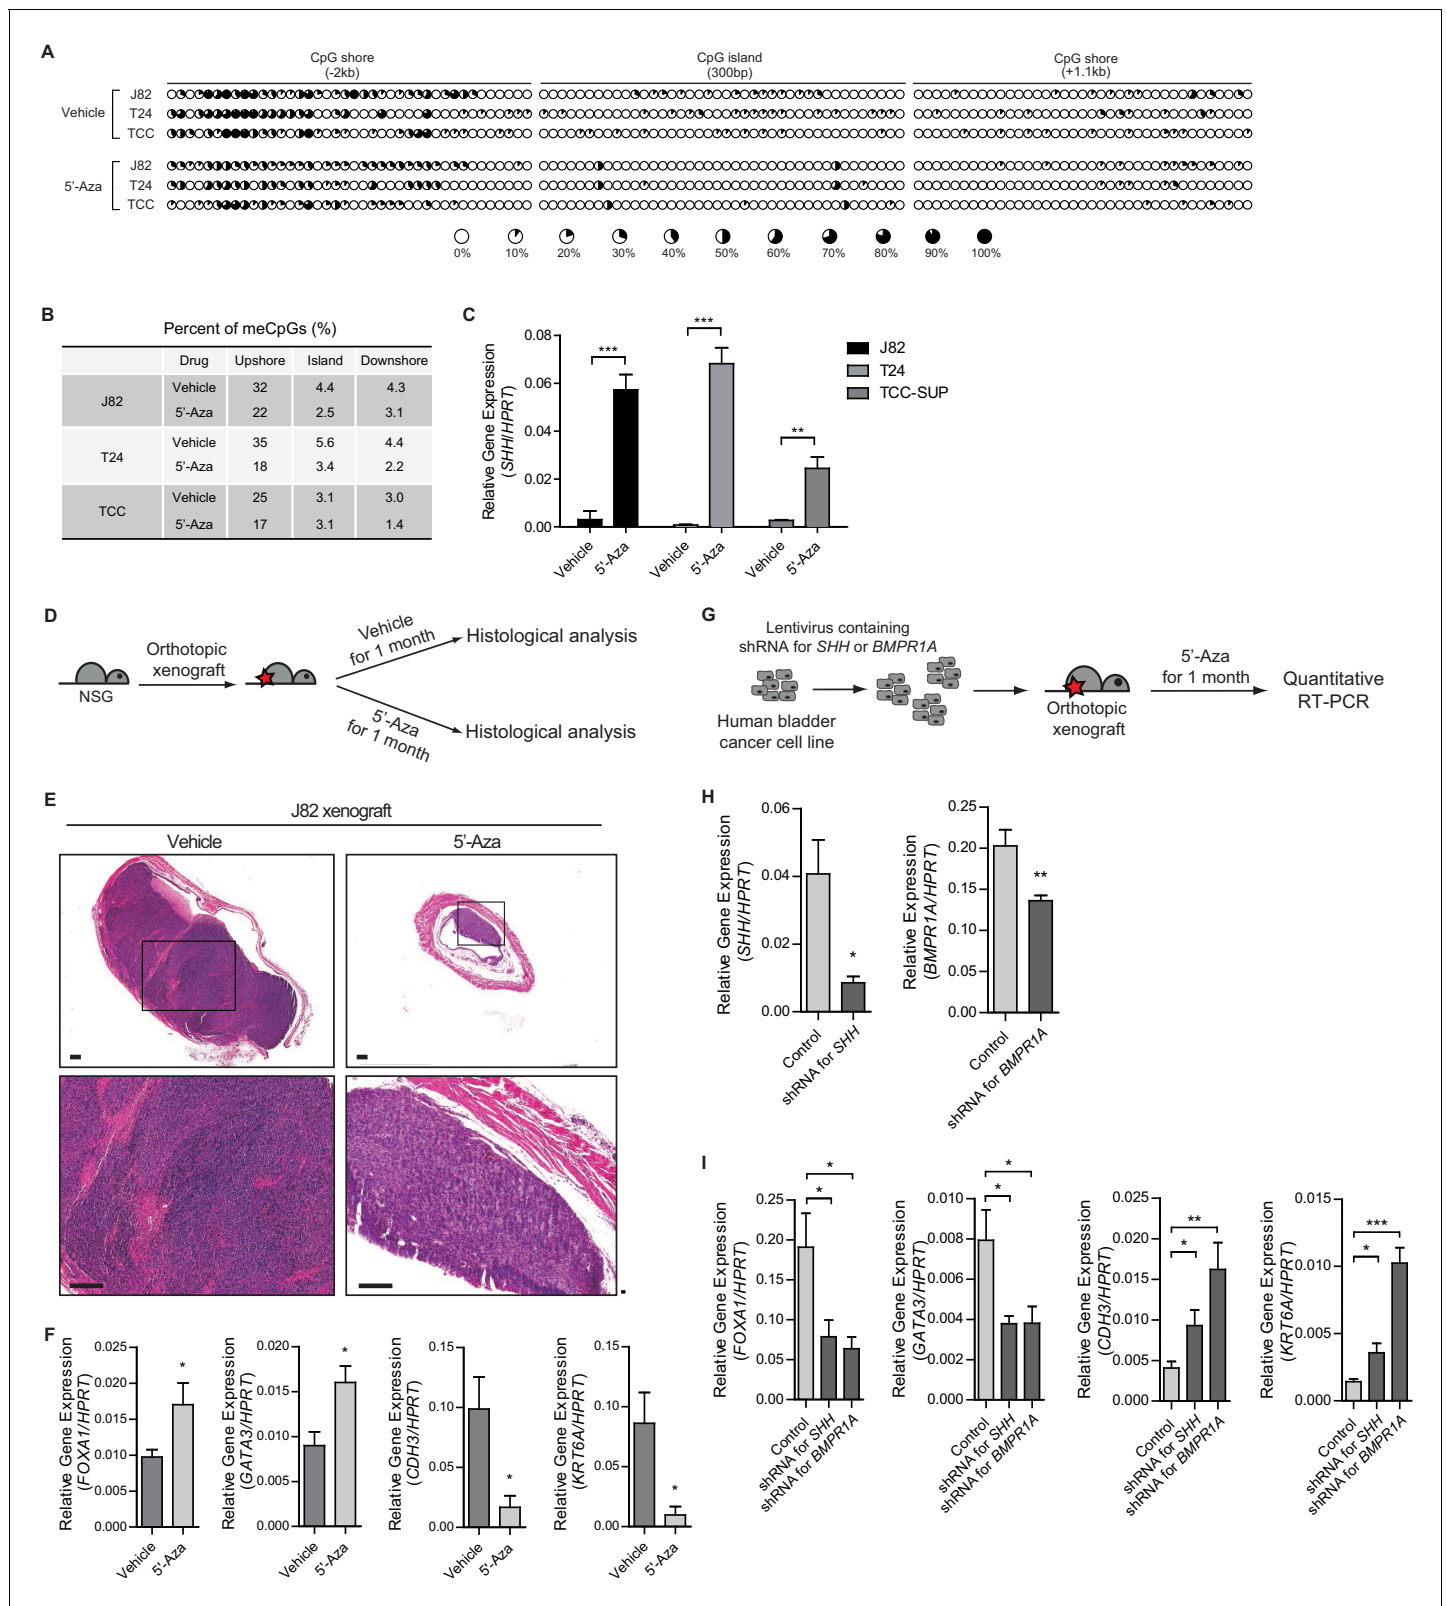 A
CpG shore
(-2kb)
CpG island
(300bp)
CpG shore
(+1.1kb)
Vehicle
J82
T24
TCC
5'-Aza
J82
T24
TCC
0% 10% 20% 30% 40% 50% 60% 70% 80% 90% 100%
B
Percent of meCpGs (%)
Drug Upshore Island Downshore
J82
Vehicle 32 4.4 4.3
5'-Aza 22 2.5 3.1
T24
Vehicle 35 5.6 4.4
5'-Aza 18 3.4 2.2
TCC
Vehicle 25 3.1 3.0
5'-Aza 17 3.1 1.4
C
Relative Gene Expression
(SHH/HPRT)
0.08
0.06
0.04
0.02
0.00
*** *** **
Vehicle 5'-Aza Vehicle 5'-Aza Vehicle 5'-Aza
J82
T24
TCC-SUP
D
NSG
Orthotopic
xenograft
Vehicle
for 1 month
Histological analysis
5'-Aza
for 1 month
Histological analysis
G
Lentivirus containing
shRNA for SHH or BMPR1A
Human bladder
cancer cell line
Orthotopic
xenograft
5'-Aza
for 1 month
Quantitative
RT-PCR
E
J82 xenograft
Vehicle 5'-Aza
H
Relative Gene Expression
(SHH/HPRT)
0.06
0.04
0.02
0.00
*
Control
shRNA for SHH
Relative Expression
(BMPR1A/HPRT)
0.25
0.20
0.15
0.10
0.05
0.00
**
Control
shRNA for BMPR1A
F
Relative Gene Expression
(FOXA1/HPRT)
0.025
0.020
0.015
0.010
0.005
0.000
*
Vehicle
5'-Aza
Relative Gene Expression
(GATA3/HPRT)
0.020
0.015
0.010
0.005
0.000
*
Vehicle
5'-Aza
Relative Gene Expression
(CDH3/HPRT)
0.15
0.10
0.05
0.00
*
Vehicle
5'-Aza
Relative Gene Expression
(KRT6A/HPRT)
0.15
0.10
0.05
0.00
*
Vehicle
5'-Aza
I
Relative Gene Expression
(FOXA1/HPRT)
0.25
0.20
0.15
0.10
0.05
0.00
*
*
Control
shRNA for SHH
shRNA for BMPR1A
Relative Gene Expression
(GATA3/HPRT)
0.010
0.008
0.006
0.004
0.002
0.000
*
*
Control
shRNA for SHH
shRNA for BMPR1A
Relative Gene Expression
(CDH3/HPRT)
0.025
0.020
0.015
0.010
0.005
0.000
**
*
Control
shRNA for SHH
shRNA for BMPR1A
Relative Gene Expression
(KRT6A/HPRT)
0.015
0.010
0.005
0.000
***
*
Control
shRNA for SHH
shRNA for BMPR1A